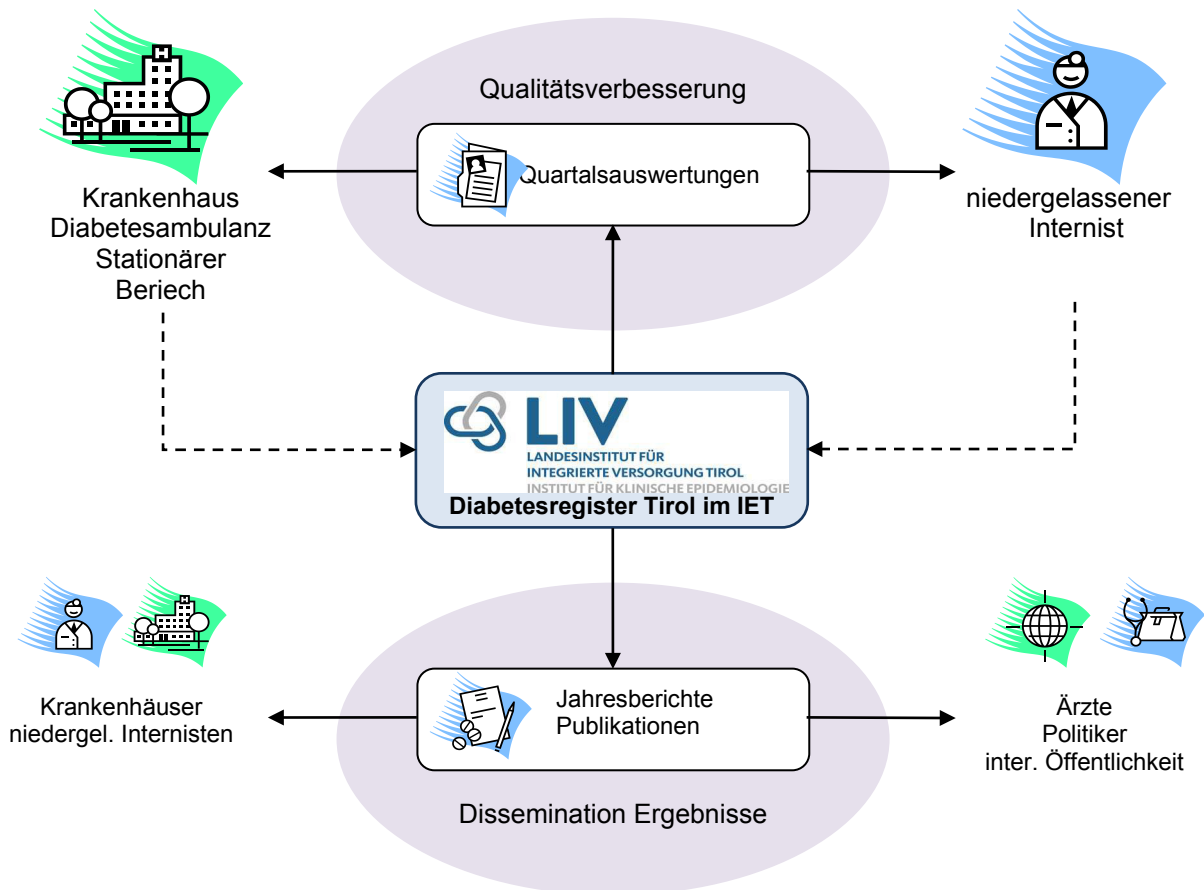 Qualitätsverbesserung
Quartalsauswertungen
Krankenhaus
Diabetesambulanz
Stationärer
Beriech
niedergelassener
Internist
LIV
LANDESINSTITUT FÜR
INTEGRIERTE VERSORGUNG TIROL
INSTITUT FÜR KLINISCHE EPIDEMIOLOGIE
Diabetesregister Tirol im IET
Krankenhäuser
niedergel. Internisten
Jahresberichte
Publikationen
Ärzte
Politiker
inter. Öffentlichkeit
Dissemination Ergebnisse